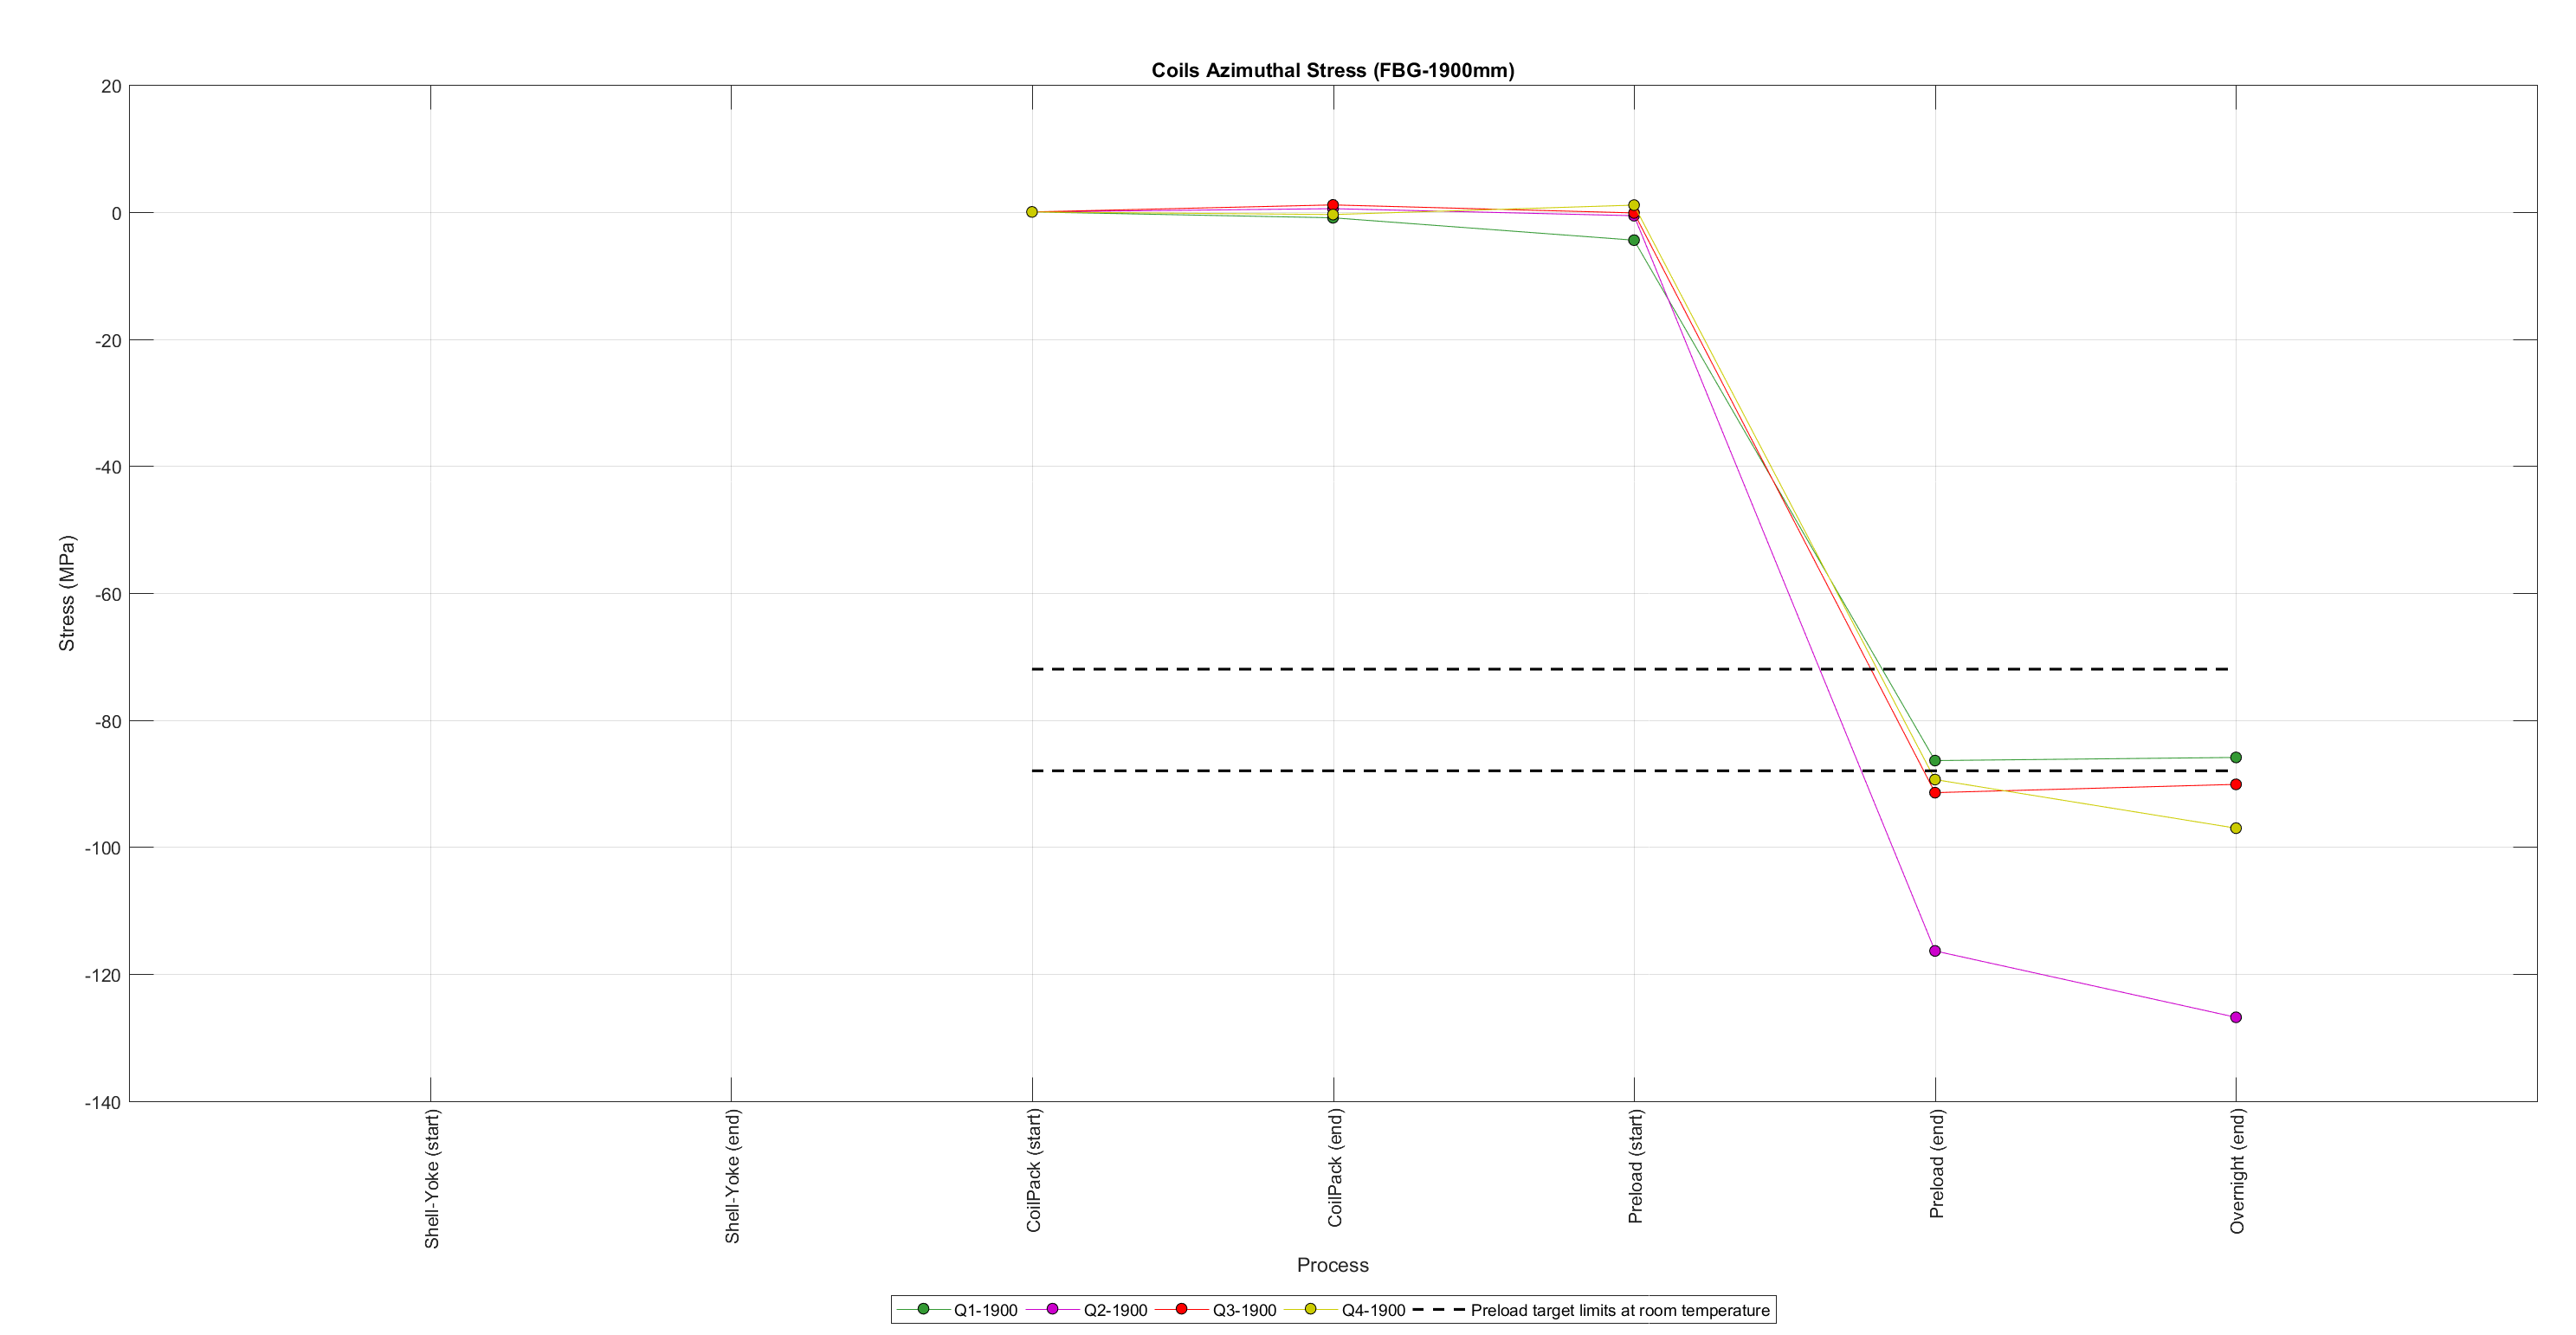 Coils Azimuthal Stress (FBG-1900mm)
20
0
-20
-40
-60
-80
-100
-120
-140
Stress (MPa)
Shell-Yoke (start)
Shell-Yoke (end)
CoilPack (start)
CoilPack (end)
Preload (start)
Preload (end)
Overnight (end)
Process
Q1-1900 Q2-1900 Q3-1900 Q4-1900 Preload target limits at room temperature